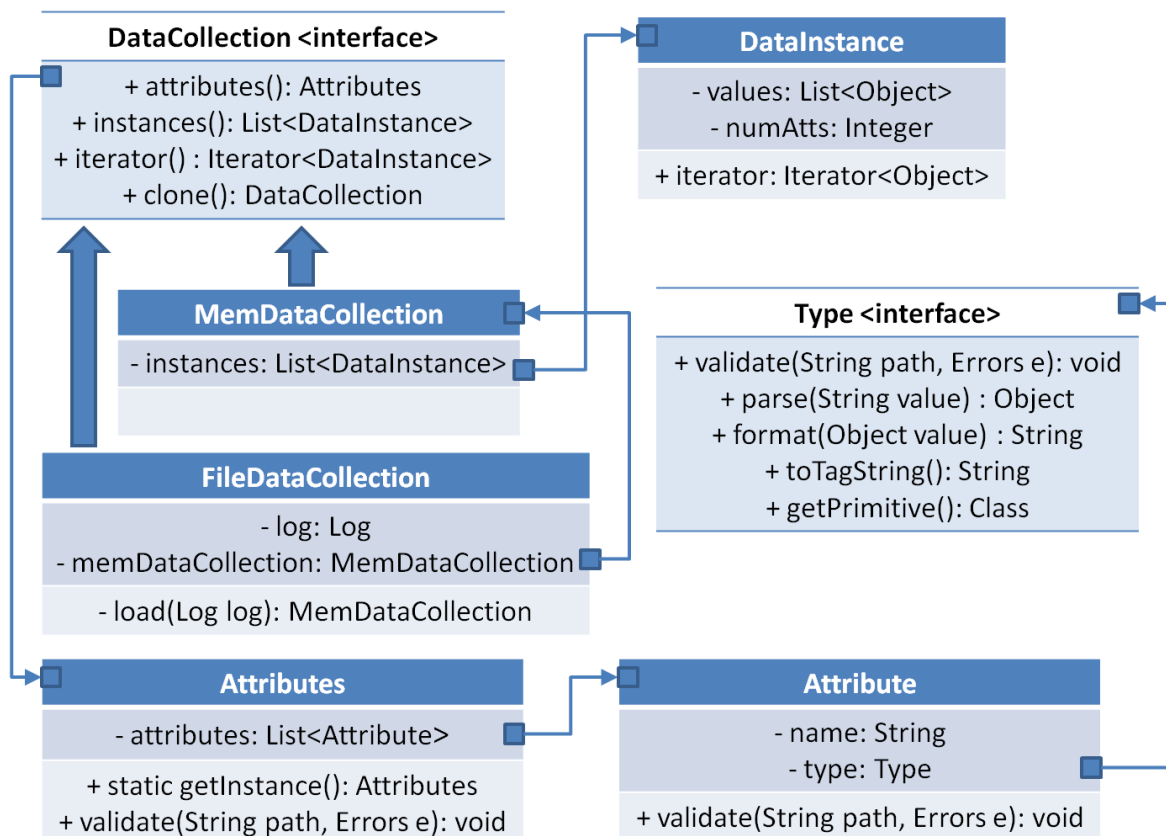 DataCollection <interface>
+ attributes(): Attributes
+ instances(): List<DataInstance>
+ iterator() : Iterator<DataInstance>
+ clone(): DataCollection
DataInstance
- values: List<Object>
- numAtts: Integer
+ iterator: Iterator<Object>
MemDataCollection
- instances: List<DataInstance>
Type <interface>
+ validate(String path, Errors e): void
+ parse(String value) : Object
+ format(Object value) : String
+ toTagString(): String
+ getPrimitive(): Class
FileDataCollection
- log: Log
- memDataCollection: MemDataCollection
- load(Log log): MemDataCollection
Attributes
- attributes: List<Attribute>
+ static getInstance(): Attributes
+ validate(String path, Errors e): void
Attribute
- name: String
- type: Type
+ validate(String path, Errors e): void